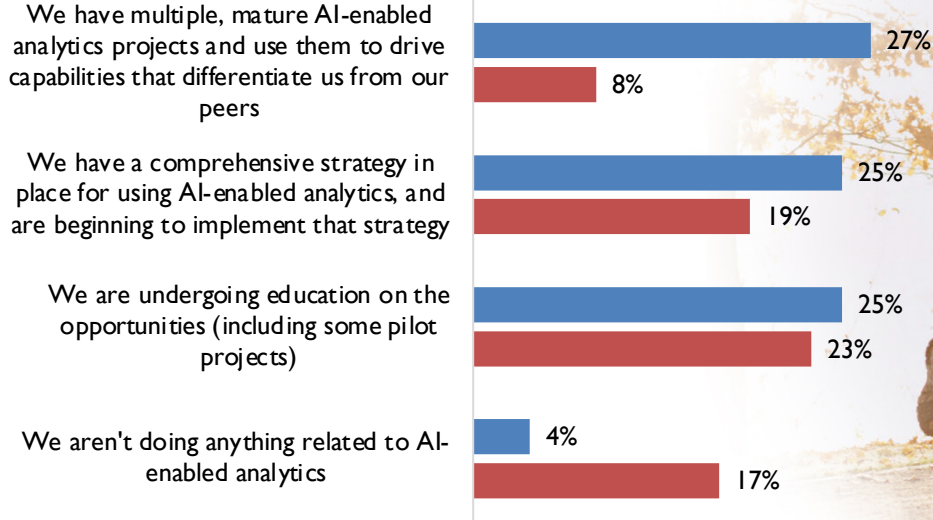 We have multiple, mature AI-enabled
analytics projects and use them to drive
capabilities that differentiate us from our
peers
27%
8%
We have a comprehensive strategy in
place for using AI-enabled analytics, and
are beginning to implement that strategy
25%
19%
We are undergoing education on the
opportunities (including some pilot
projects)
25%
23%
We aren't doing anything related to AI-
enabled analytics
4%
17%